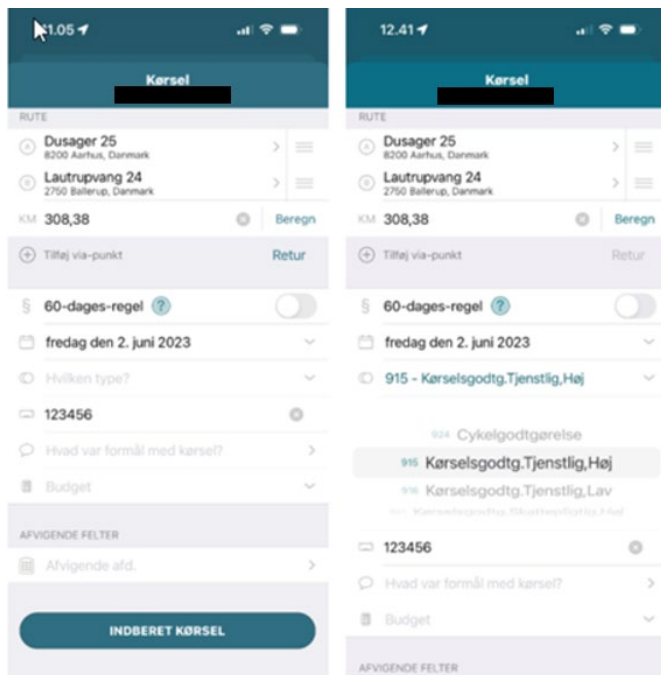 11.05
Kørsel
RUTE
A
Dusager 25
8200 Aarhus, Danmark
B
Lautrupvang 24
2750 Ballerup, Danmark
KM 308,38 Beregn
Tilføj via-punkt Retur
§ 60-dages-regel ?
fredag den 2. juni 2023
Hvilken type?
123456
Hvad var formål med kørsel?
Budget
AFVIGENDE FELTER
Afvigende afd.
INDBERET KØRSEL
12.41
Kørsel
RUTE
A
Dusager 25
8200 Aarhus, Danmark
B
Lautrupvang 24
2750 Ballerup, Danmark
KM 308,38 Beregn
Tilføj via-punkt Retur
§ 60-dages-regel ?
fredag den 2. juni 2023
915 - Kørselsgodtg.Tjenstlig,Høj
924 Cykelgodtgørelse
915 Kørselsgodtg.Tjenstlig,Høj
916 Kørselsgodtg.Tjenstlig,Lav
123456
Hvad var formål med kørsel?
Budget
AFVIGENDE FELTER